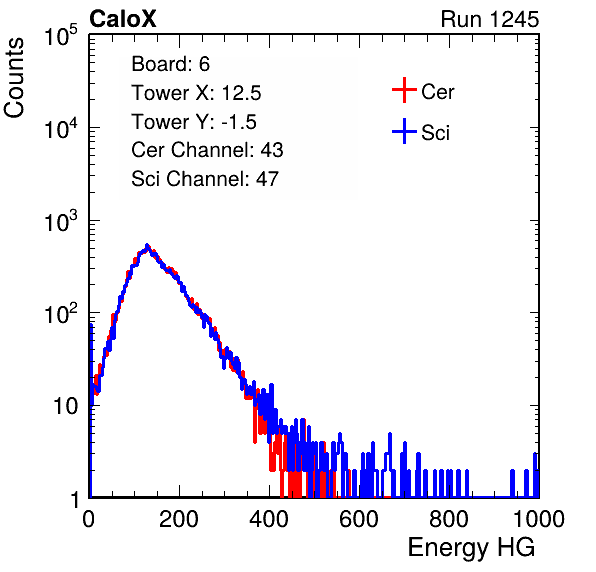 CaloX Run 1245
Counts
10^5
10^4
10^3
10^2
10
1
Board: 6
Tower X: 12.5
Tower Y: -1.5
Cer Channel: 43
Sci Channel: 47
Cer
Sci
0 200 400 600 800 1000
Energy HG